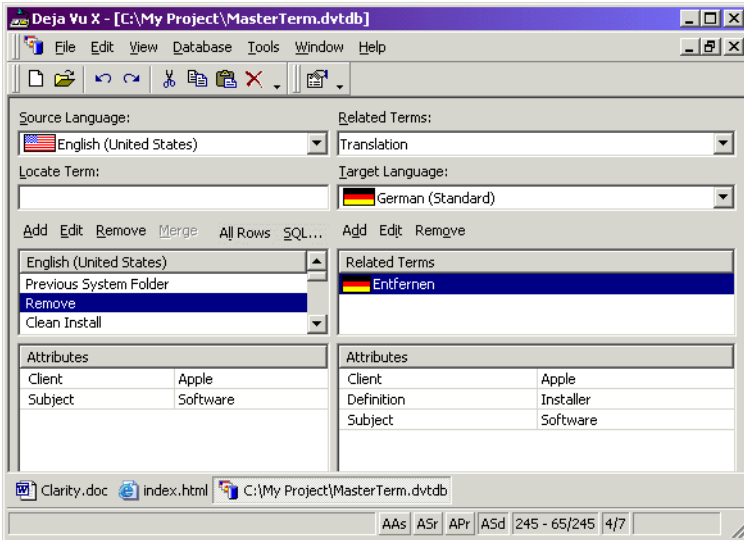 Deja Vu X - [C:\My Project\MasterTerm.dvtdb]
File Edit View Database Tools Window Help
Source Language: Related Terms:
English (United States) Translation
Locate Term: Target Language:
German (Standard)
Add Edit Remove Merge All Rows SQL... Add Edit Remove
English (United States) Related Terms
Previous System Folder Entfernen
Remove
Clean Install
Attributes Attributes
Client Apple Client Apple
Subject Software Definition Installer
Subject Software
Clarity.doc index.html C:\My Project\MasterTerm.dvtdb
AAs ASr APr ASd 245 - 65/245 4/7